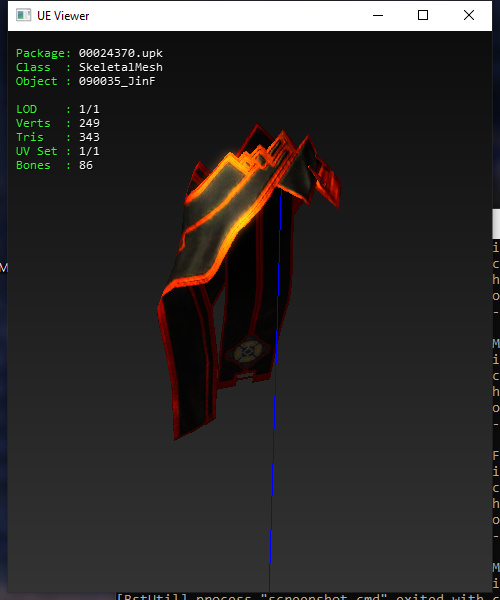 UE Viewer
Package: 00024370.upk
Class : SkeletalMesh
Object : 090035_JinF
LOD : 1/1
Verts : 249
Tris : 343
UV Set : 1/1
Bones : 86
M
i
c
h
o
-
M
i
c
h
o
-
F
i
c
h
o
-
M
i
[BstUtil] process "screenshot.cmd" exited with c